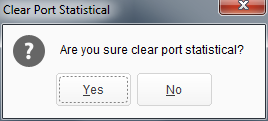 Clear Port Statistical
Are you sure clear port statistical?
Yes No